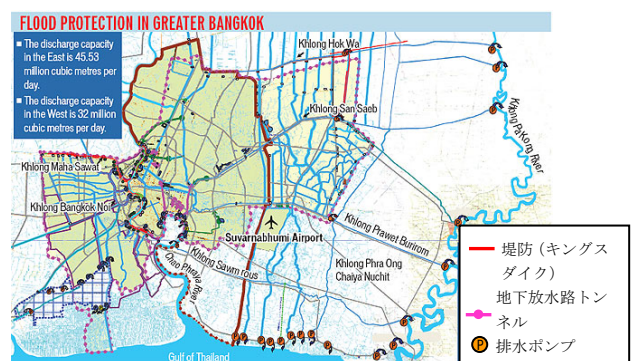 FLOOD PROTECTION IN GREATER BANGKOK
■ The discharge capacity
in the East is 45.53
million cubic metres per
day.
■ The discharge capacity
in the West is 32 million
cubic metres per day.
Khlong Hok Wa
Khlong San Saeb
Khlong Pa Kong River
Khlong Maha Sawat
Khlong Bangkok Noi
Suvarnabhumi Airport
Khlong Prawet Burirom
Khlong Sawm rous
Chao Phraya River
Khlong Phra Ong
Chaiya Nuchit
Gulf of Thailand
堤防（キングス
ダイク）
地下放水路トン
ネル
P 排水ポンプ